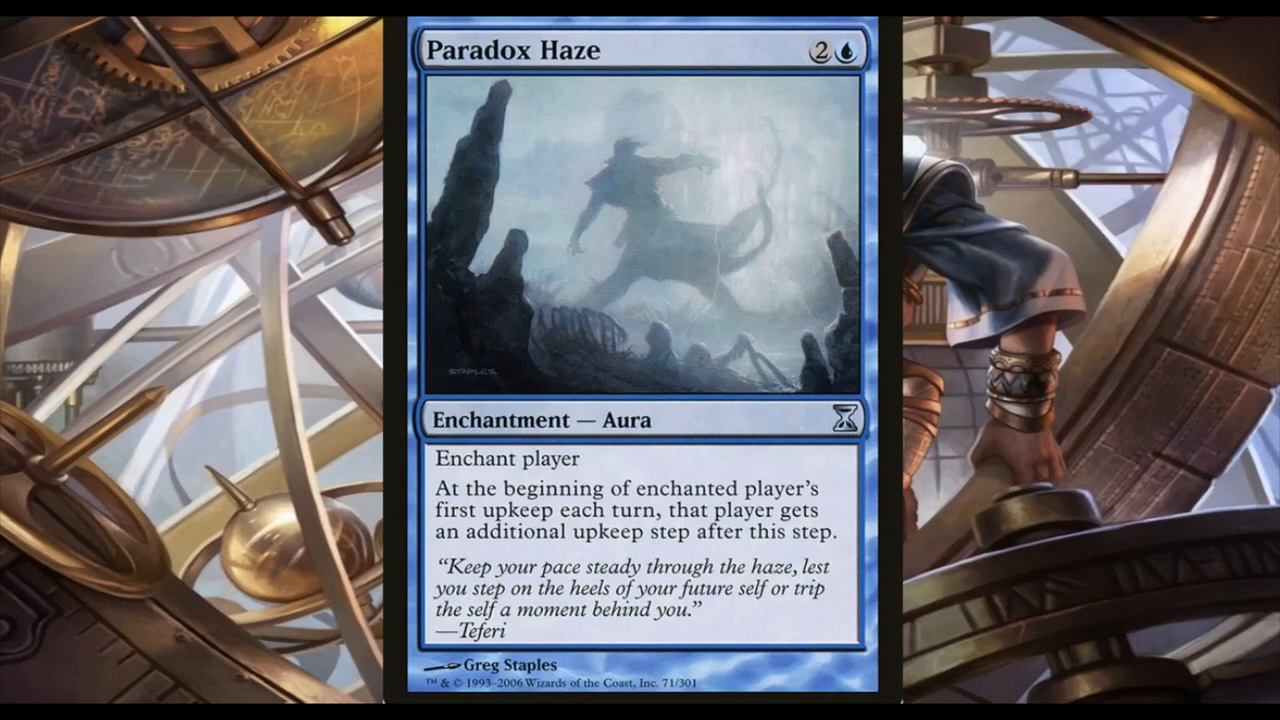 Paradox Haze 2
STAPLES
Enchantment — Aura
Enchant player
At the beginning of enchanted player's
first upkeep each turn, that player gets
an additional upkeep step after this step.
"Keep your pace steady through the haze, lest
you step on the heels of your future self or trip
the self a moment behind you."
—Teferi
Greg Staples
™ & © 1993–2006 Wizards of the Coast, Inc. 71/301